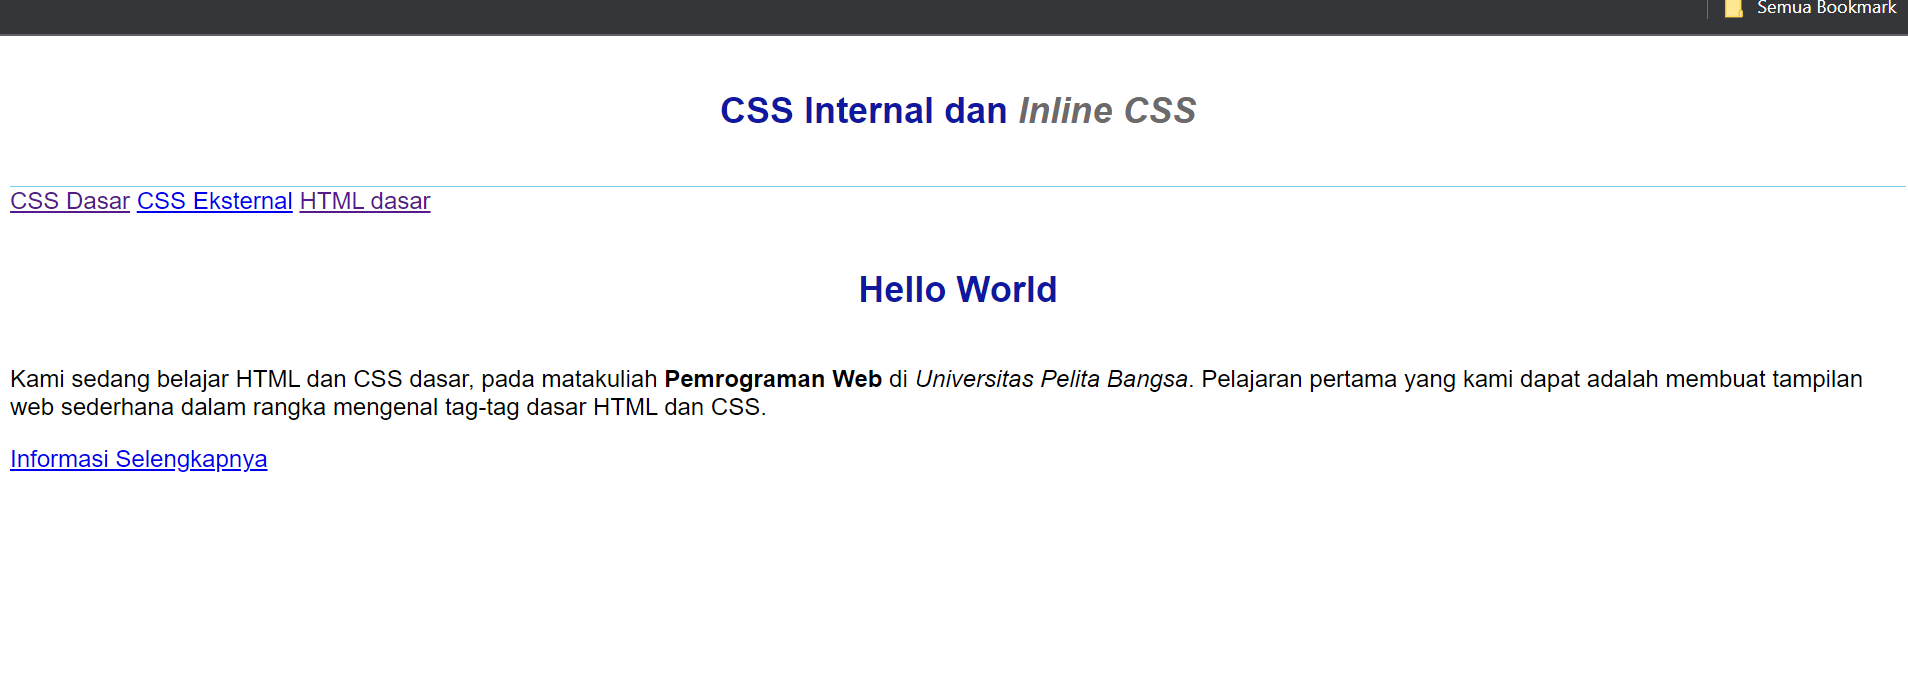 Semua Bookmark
CSS Internal dan Inline CSS
CSS Dasar CSS Eksternal HTML dasar
Hello World
Kami sedang belajar HTML dan CSS dasar, pada matakuliah Pemrograman Web di Universitas Pelita Bangsa. Pelajaran pertama yang kami dapat adalah membuat tampilan
web sederhana dalam rangka mengenal tag-tag dasar HTML dan CSS.
Informasi Selengkapnya